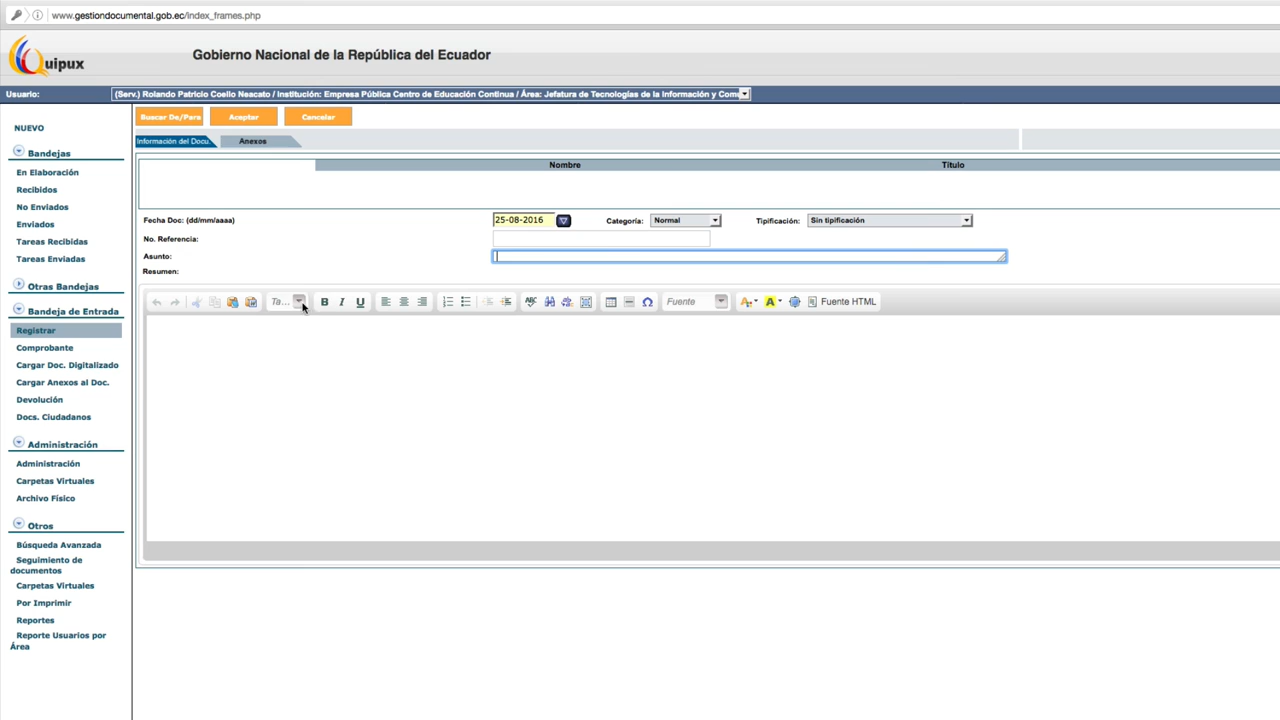 www.gestiondocumental.gob.ec/index_frames.php
Quipux
Gobierno Nacional de la República del Ecuador
Usuario:
(Serv.) Rolando Patricio Coello Neacato / Institución: Empresa Pública Centro de Educación Continua / Área: Jefatura de Tecnologías de la Información y Com
Buscar De/Para
Aceptar
Cancelar
NUEVO
Información del Docu.
Anexos
Bandejas
En Elaboración
Recibidos
No Enviados
Enviados
Tareas Recibidas
Tareas Enviadas
Otras Bandejas
Bandeja de Entrada
Registrar
Comprobante
Cargar Doc. Digitalizado
Cargar Anexos al Doc.
Devolución
Docs. Ciudadanos
Administración
Administración
Carpetas Virtuales
Archivo Físico
Otros
Búsqueda Avanzada
Seguimiento de
documentos
Carpetas Virtuales
Por Imprimir
Reportes
Reporte Usuarios por
Área
Nombre
Título
Fecha Doc: (dd/mm/aaaa)
25-08-2016
Categoría:
Normal
Tipificación:
Sin tipificación
No. Referencia:
Asunto:
Resumen:
Ta...
B
I
U
ABC
Fuente
A
A
Fuente HTML